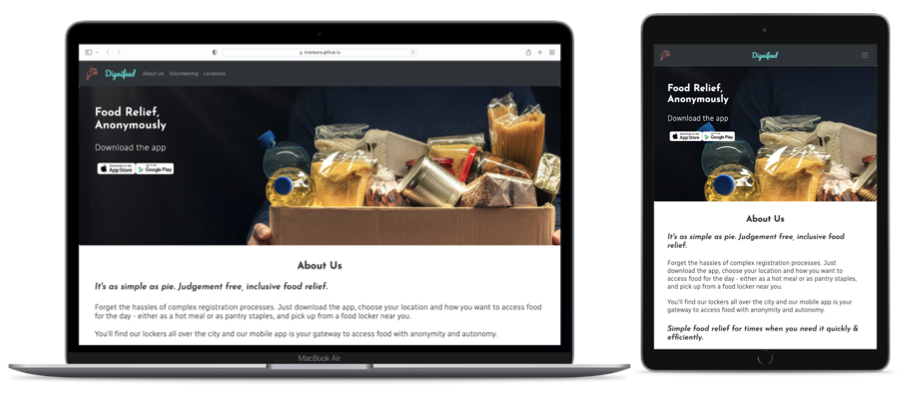 imanbara.github.io
Dignifeed
About Us Volunteering Locations
Food Relief,
Anonymously
Download the app
Download on the
App Store
GET IT ON
Google Play
About Us
It's as simple as pie. Judgement free, inclusive food relief.
Forget the hassles of complex registration processes. Just download the app, choose your location and how you want to access food
for the day - either as a hot meal or as pantry staples, and pick up from a food locker near you.
You'll find our lockers all over the city and our mobile app is your gateway to access food with anonymity and autonomy.
MacBook Air
Dignifeed
Food Relief,
Anonymously
Download the app
Download on the
App Store
GET IT ON
Google Play
About Us
It's as simple as pie. Judgement free, inclusive food
relief.
Forget the hassles of complex registration processes. Just
download the app, choose your location and how you want to
access food for the day - either as a hot meal or as pantry staples,
and pick up from a food locker near you.
You'll find our lockers all over the city and our mobile app is your
gateway to access food with anonymity and autonomy.
Simple food relief for times when you need it quickly &
efficiently.